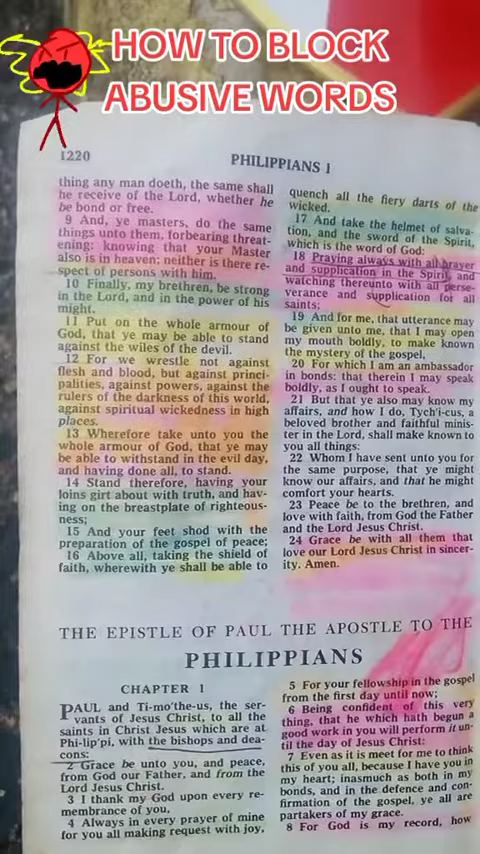 HOW TO BLOCK
ABUSIVE WORDS
1220
PHILIPPIANS 1
thing any man doeth, the same shall
he receive of the Lord, whether he
be bond or free.
9 And, ye masters, do the same
things unto them, forbearing threat-
ening: knowing that your Master
also is in heaven; neither is there re-
spect of persons with him.
10 Finally, my brethren, be strong
in the Lord, and in the power of his
might.
11 Put on the whole armour of
God, that ye may be able to stand
against the wiles of the devil.
12 For we wrestle not against
flesh and blood, but against princi-
palities, against powers, against the
rulers of the darkness of this world,
against spiritual wickedness in high
places.
13 Wherefore take unto you the
whole armour of God, that ye may
be able to withstand in the evil day,
and having done all, to stand.
14 Stand therefore, having your
loins girt about with truth, and hav-
ing on the breastplate of righteous-
ness;
15 And your feet shod with the
preparation of the gospel of peace;
16 Above all, taking the shield of
faith, wherewith ye shall be able to
quench all the fiery darts of the
wicked.
17 And take the helmet of salva-
tion, and the sword of the Spirit,
which is the word of God:
18 Praying always with all prayer
and supplication in the Spirit, and
watching thereunto with all perse-
verance and supplication for all
saints;
19 And for me, that utterance may
be given unto me, that I may open
my mouth boldly, to make known
the mystery of the gospel,
20 For which I am an ambassador
in bonds: that therein I may speak
boldly, as I ought to speak.
21 But that ye also may know my
affairs, and how I do, Tych'i-cus, a
beloved brother and faithful minis-
ter in the Lord, shall make known to
you all things:
22 Whom I have sent unto you for
the same purpose, that ye might
know our affairs, and that he might
comfort your hearts.
23 Peace be to the brethren, and
love with faith, from God the Father
and the Lord Jesus Christ.
24 Grace be with all them that
love our Lord Jesus Christ in sincer-
ity. Amen.
THE EPISTLE OF PAUL THE APOSTLE TO THE
PHILIPPIANS
CHAPTER 1
PAUL and Ti-mo'the-us, the ser-
vants of Jesus Christ, to all the
saints in Christ Jesus which are at
Phi-lip'pi, with the bishops and dea-
cons:
2 Grace be unto you, and peace,
from God our Father, and from the
Lord Jesus Christ.
3 I thank my God upon every re-
membrance of you,
4 Always in every prayer of mine
for you all making request with joy,
5 For your fellowship in the gospel
from the first day until now;
6 Being confident of this very
thing, that he which hath begun a
good work in you will perform it un-
til the day of Jesus Christ:
7 Even as it is meet for me to think
this of you all, because I have you in
my heart; inasmuch as both in my
bonds, and in the defence and con-
firmation of the gospel, ye all are
partakers of my grace.
8 For God is my record, how